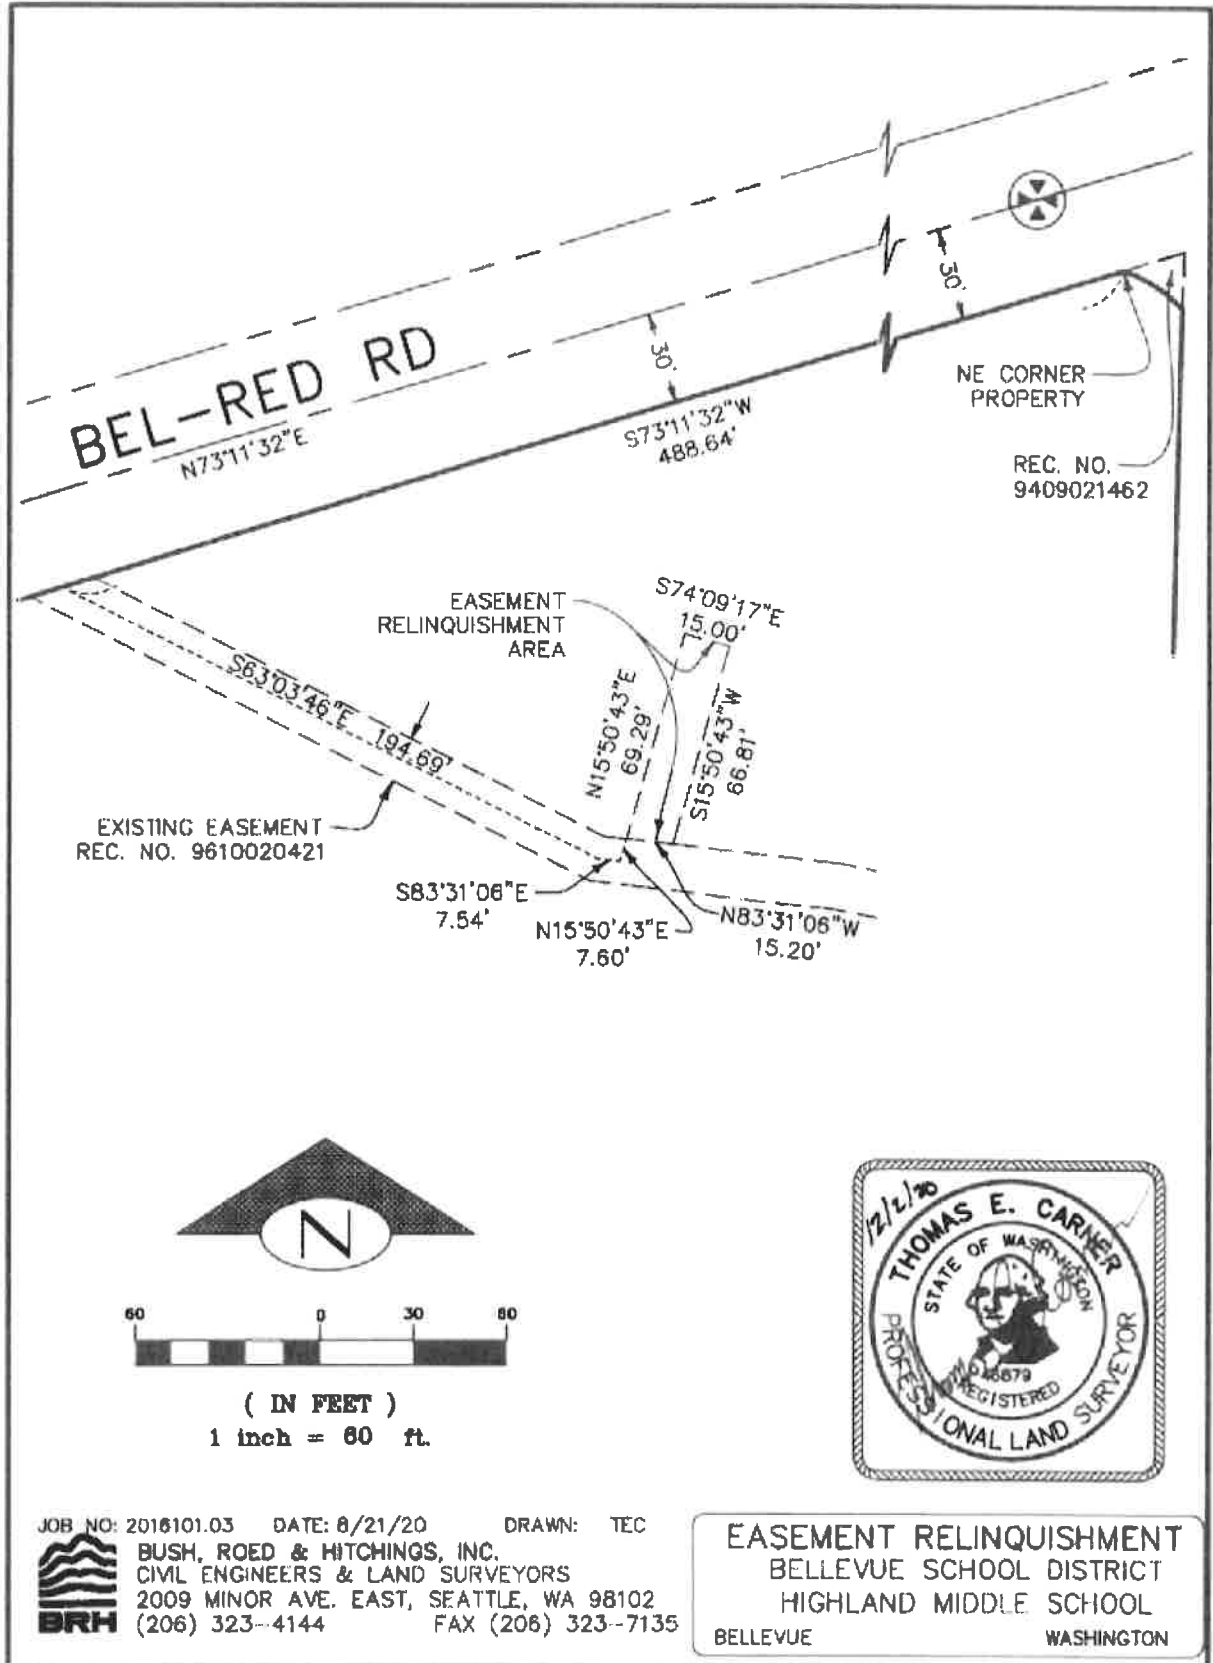 BEL-RED RD
N73°11'32"E
30'
30'
S73°11'32"W
488.64'
NE CORNER
PROPERTY
REC. NO.
9409021462
EASEMENT
RELINQUISHMENT
AREA
S74°09'17"E
15.00'
N15°50'43"E
69.29'
S15°50'43"W
66.81'
S63°03'46"E 194.69'
EXISTING EASEMENT
REC. NO. 9610020421
S83°31'06"E
7.54'
N15°50'43"E
7.60'
N83°31'06"W
15.20'
N
60 0 30 60
( IN FEET )
1 inch = 60 ft.
12/2/20
THOMAS E. CARNER
STATE OF WASHINGTON
REGISTERED
PROFESSIONAL LAND SURVEYOR
JOB NO: 2016101.03 DATE: 8/21/20 DRAWN: TEC
BRH
BUSH, ROED & HITCHINGS, INC.
CIVIL ENGINEERS & LAND SURVEYORS
2009 MINOR AVE. EAST, SEATTLE, WA 98102
(206) 323-4144 FAX (206) 323-7135
EASEMENT RELINQUISHMENT
BELLEVUE SCHOOL DISTRICT
HIGHLAND MIDDLE SCHOOL
BELLEVUE WASHINGTON